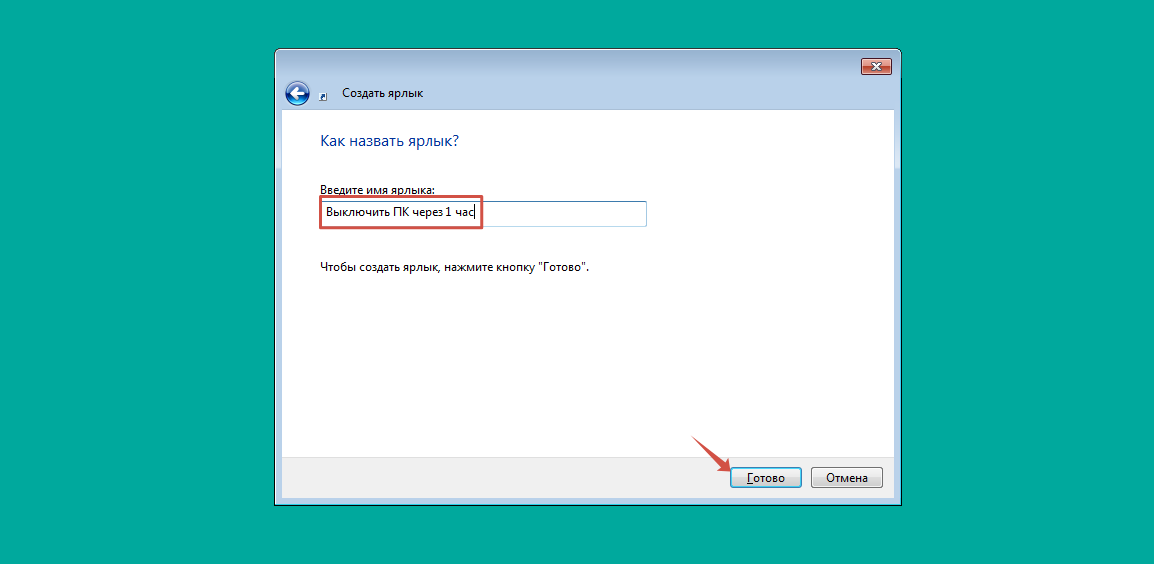 Создать ярлык
Как назвать ярлык?
Введите имя ярлыка:
Выключить ПК через 1 час
Чтобы создать ярлык, нажмите кнопку "Готово".
Готово
Отмена